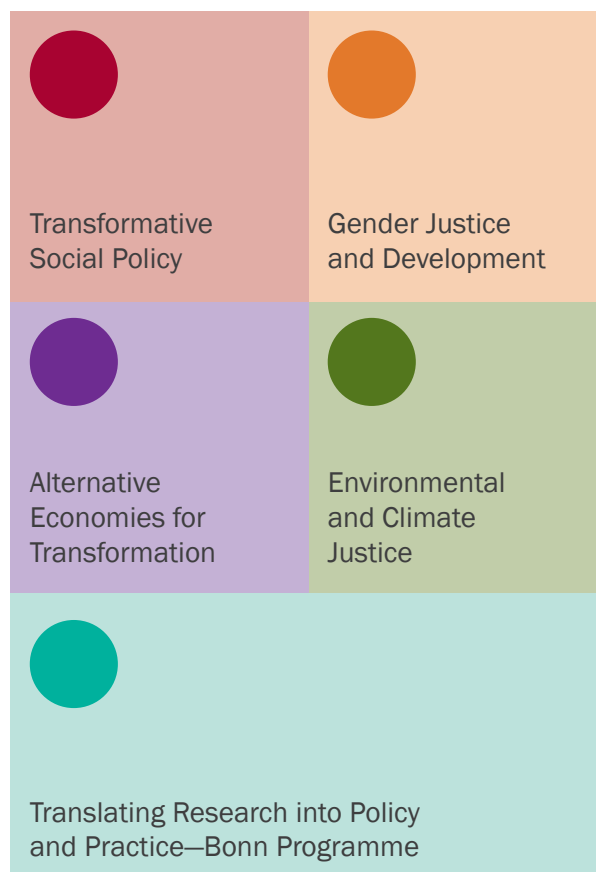 Transformative
Social Policy
Gender Justice
and Development
Alternative
Economies for
Transformation
Environmental
and Climate
Justice
Translating Research into Policy
and Practice—Bonn Programme